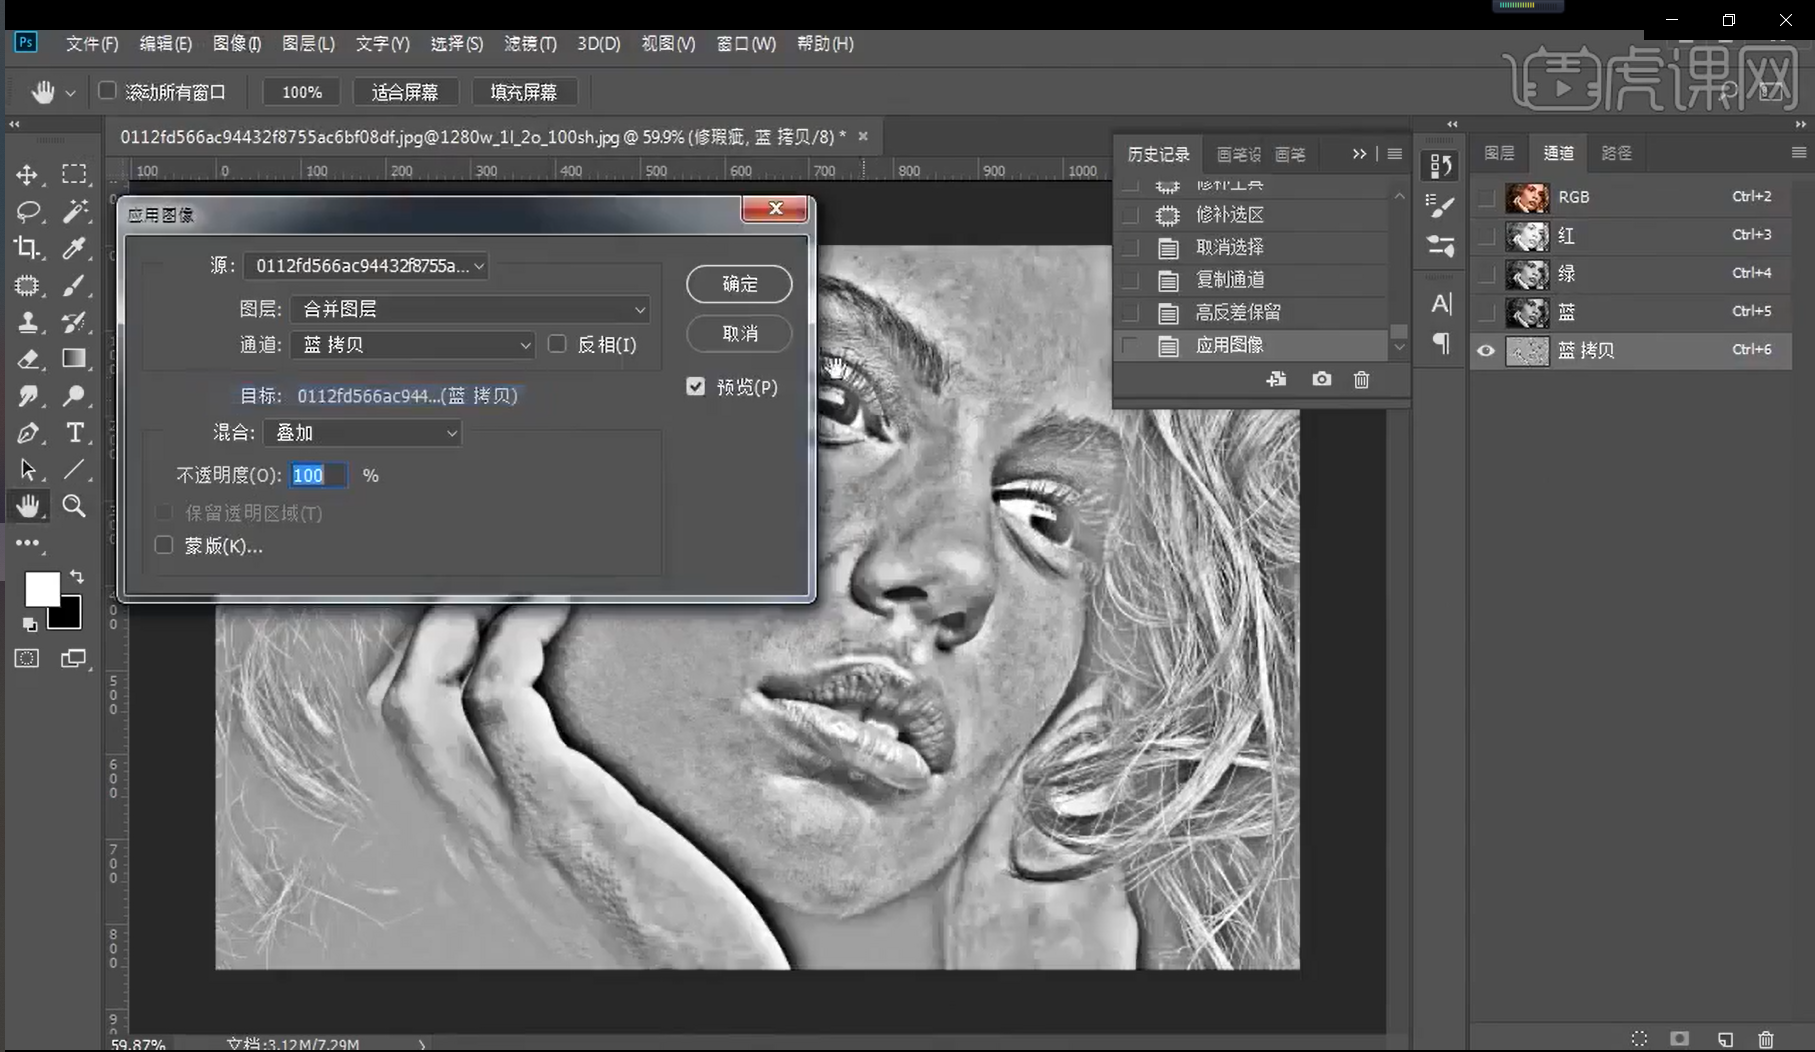 Ps 文件(F) 编辑(E) 图像(I) 图层(L) 文字(Y) 选择(S) 滤镜(T) 3D(D) 视图(V) 窗口(W) 帮助(H)
虎课网
滚动所有窗口 100% 适合屏幕 填充屏幕
0112fd566ac94432f8755ac6bf08df.jpg@1280w_1l_2o_100sh.jpg @ 59.9% (修瑕疵, 蓝 拷贝/8) *
100 0 100 200 300 400 500 600 700 800 900 1000
应用图像
源: 0112fd566ac94432f8755a...
图层: 合并图层
通道: 蓝 拷贝 反相(I)
目标: 0112fd566ac944...(蓝 拷贝)
混合: 叠加
不透明度(O): 100 %
保留透明区域(T)
蒙版(K)...
确定
取消
预览(P)
历史记录 画笔设 画笔
修补工具
修补选区
取消选择
复制通道
高反差保留
应用图像
图层 通道 路径
RGB Ctrl+2
红 Ctrl+3
绿 Ctrl+4
蓝 Ctrl+5
蓝 拷贝 Ctrl+6
500
600
700
800
59.87% 文档:3.12M/7.29M